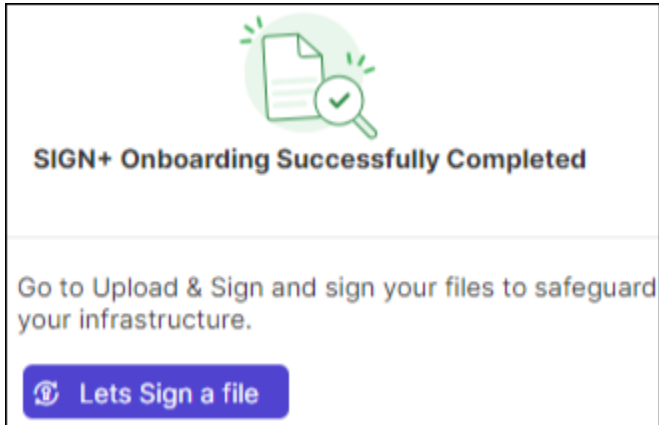 SIGN+ Onboarding Successfully Completed
Go to Upload & Sign and sign your files to safeguard
your infrastructure.
Lets Sign a file